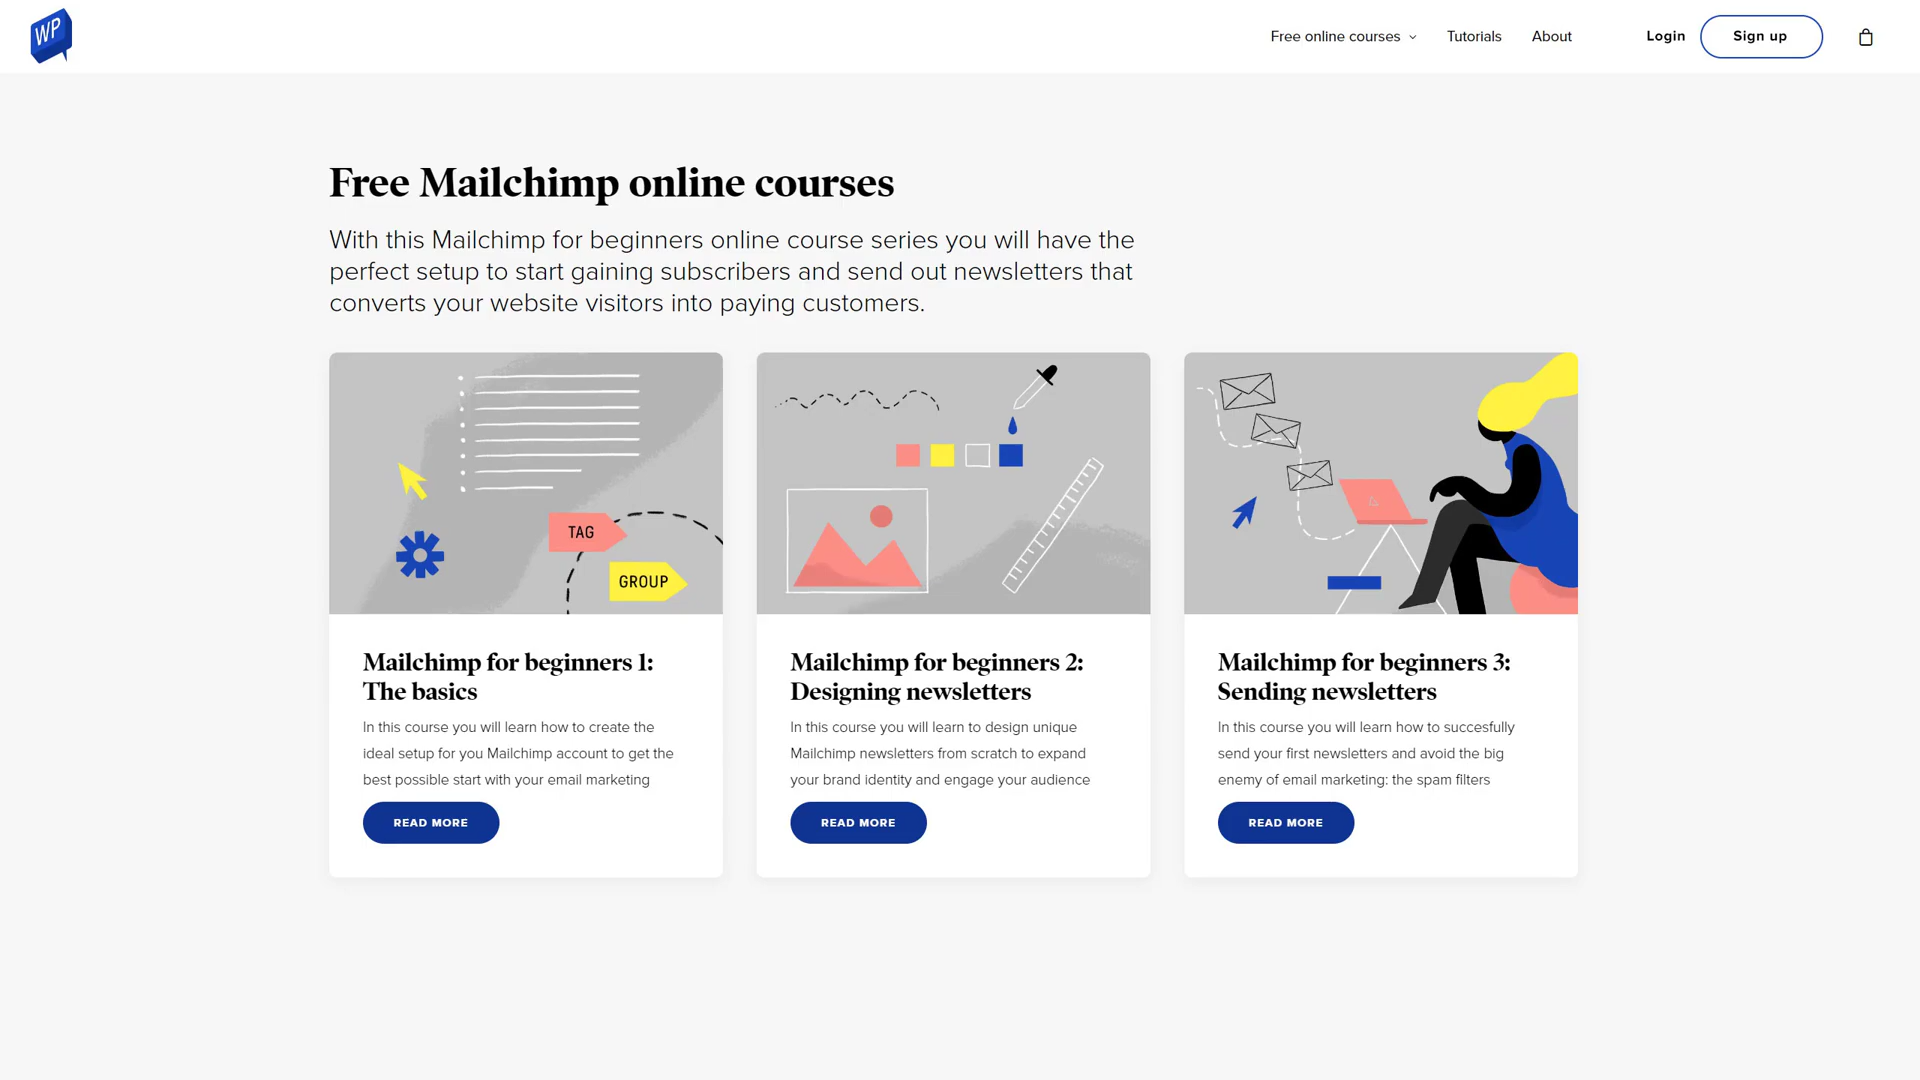 WP
Free online courses
Tutorials
About
Login
Sign up
Free Mailchimp online courses
With this Mailchimp for beginners online course series you will have the
perfect setup to start gaining subscribers and send out newsletters that
converts your website visitors into paying customers.
TAG
GROUP
Mailchimp for beginners 1:
The basics
In this course you will learn how to create the
ideal setup for you Mailchimp account to get the
best possible start with your email marketing
READ MORE
Mailchimp for beginners 2:
Designing newsletters
In this course you will learn to design unique
Mailchimp newsletters from scratch to expand
your brand identity and engage your audience
READ MORE
Mailchimp for beginners 3:
Sending newsletters
In this course you will learn how to succesfully
send your first newsletters and avoid the big
enemy of email marketing: the spam filters
READ MORE